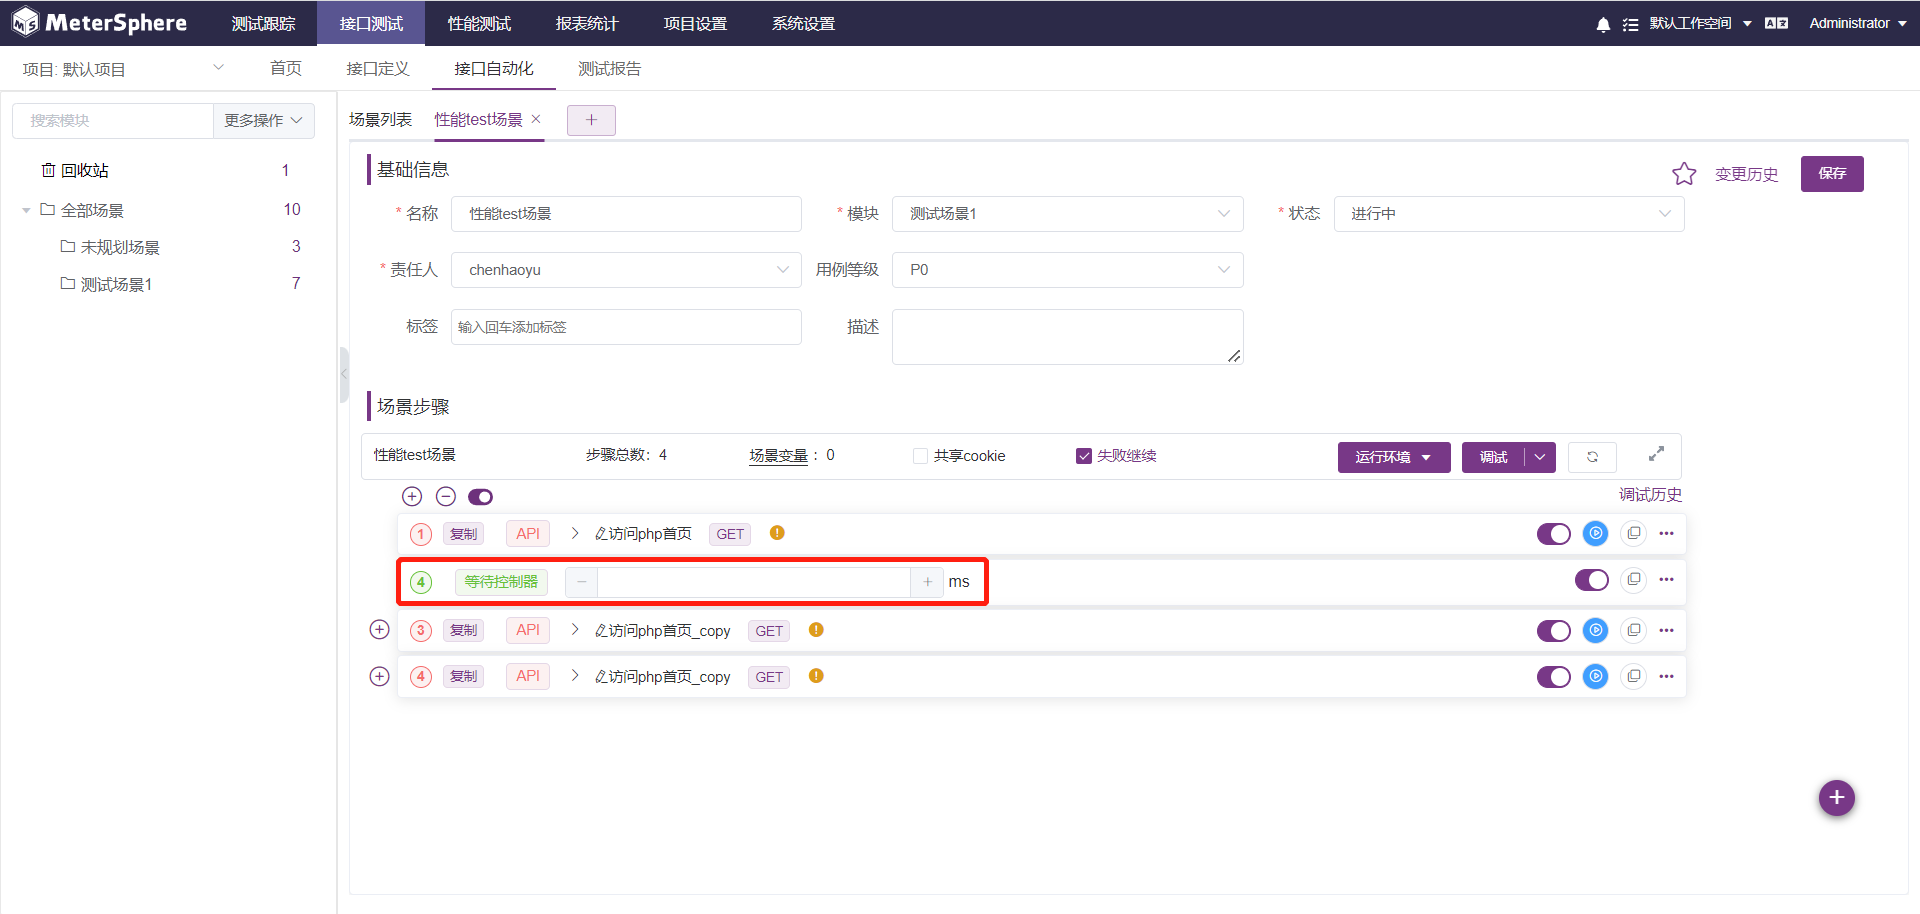 MeterSphere 测试跟踪 接口测试 性能测试 报表统计 项目设置 系统设置 默认工作空间 Administrator
项目: 默认项目 首页 接口定义 接口自动化 测试报告
搜索模块 更多操作
回收站 1
全部场景 10
未规划场景 3
测试场景1 7
场景列表 性能test场景
基础信息 变更历史 保存
* 名称 性能test场景 * 模块 测试场景1 * 状态 进行中
* 责任人 chenhaoyu 用例等级 P0
标签 输入回车添加标签 描述
场景步骤
性能test场景 步骤总数: 4 场景变量 : 0 共享cookie 失败继续 运行环境 调试
调试历史
1 复制 API 访问php首页 GET
4 等待控制器 ms
3 复制 API 访问php首页_copy GET
4 复制 API 访问php首页_copy GET